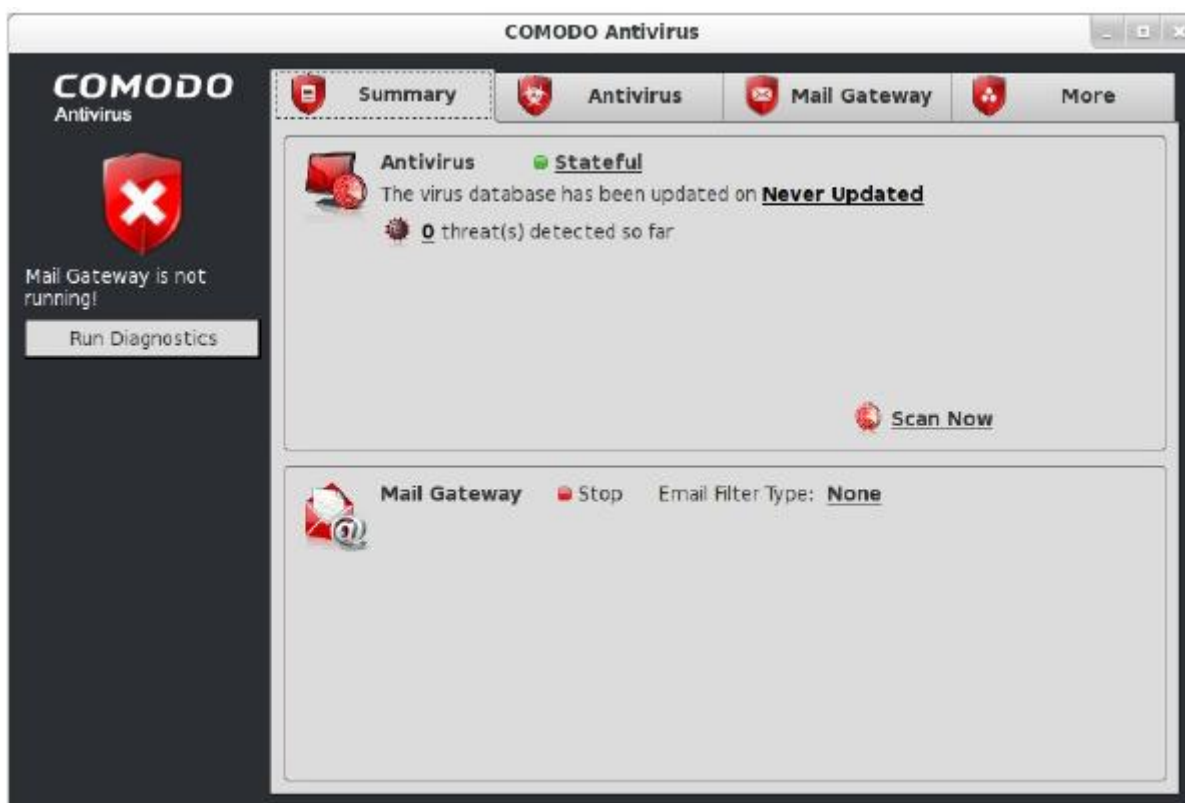 COMODO Antivirus
COMODO
Antivirus
Mail Gateway is not
running!
Run Diagnostics
Summary
Antivirus
Mail Gateway
More
Antivirus Stateful
The virus database has been updated on Never Updated
0 threat(s) detected so far
Scan Now
Mail Gateway Stop Email Filter Type: None